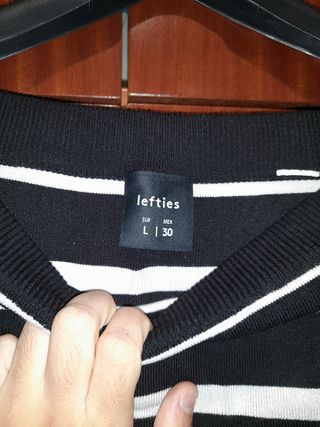 lefties
EUR MEX
L | 30